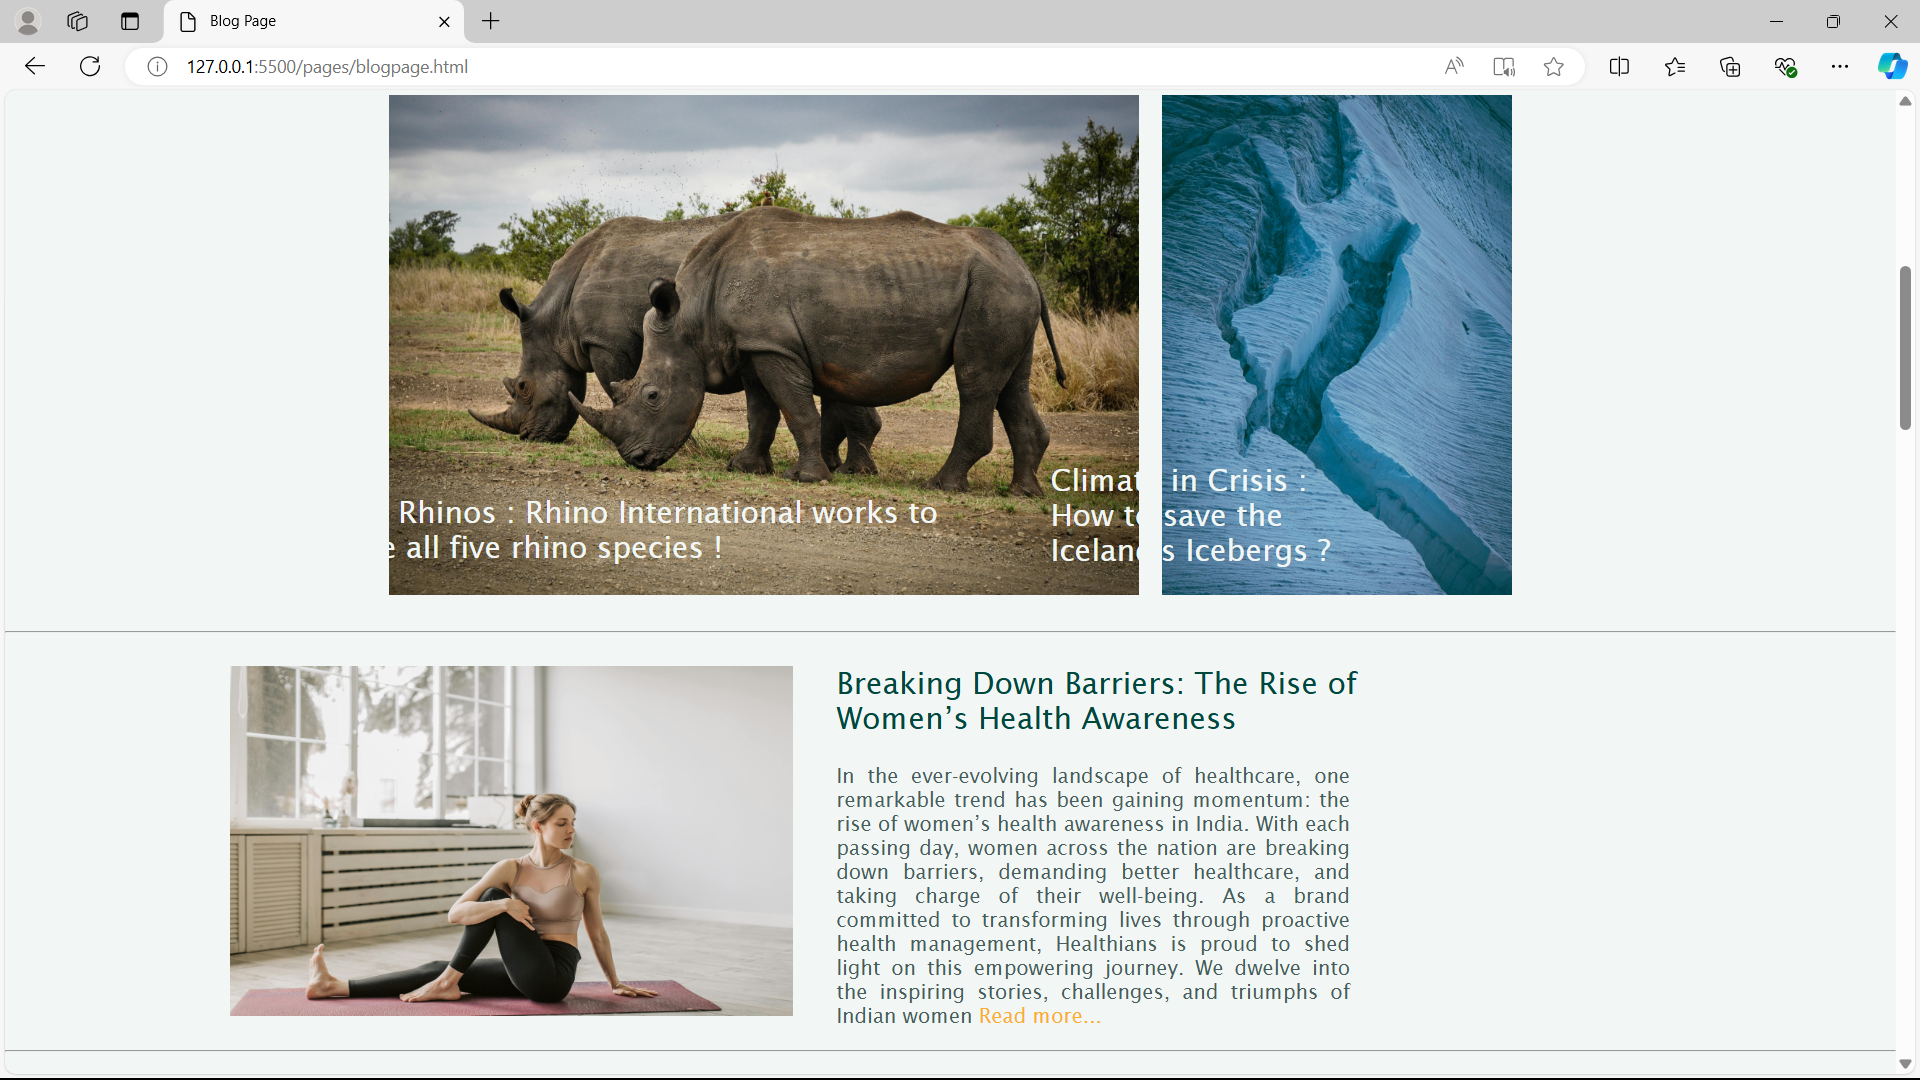 Blog Page
127.0.0.1:5500/pages/blogpage.html
Rhinos : Rhino International works to
all five rhino species !
Climat in Crisis :
How to save the
Icelan s Icebergs ?
Breaking Down Barriers: The Rise of
Women’s Health Awareness
In the ever-evolving landscape of healthcare, one
remarkable trend has been gaining momentum: the
rise of women’s health awareness in India. With each
passing day, women across the nation are breaking
down barriers, demanding better healthcare, and
taking charge of their well-being. As a brand
committed to transforming lives through proactive
health management, Healthians is proud to shed
light on this empowering journey. We dwelve into
the inspiring stories, challenges, and triumphs of
Indian women Read more...